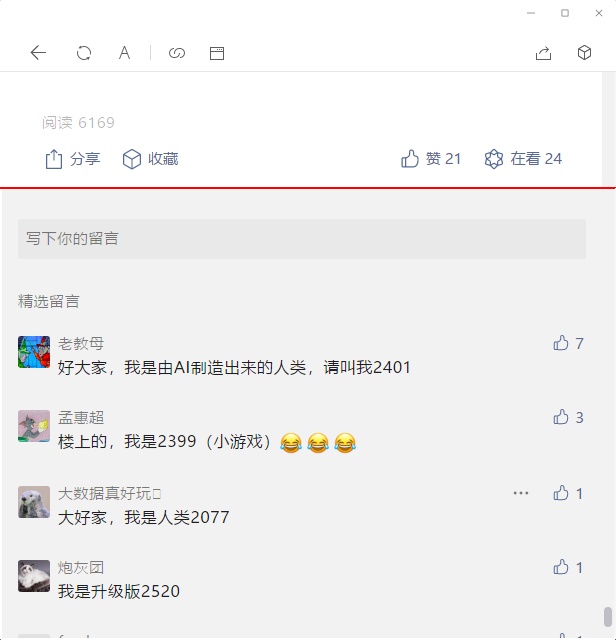 阅读 6169
分享 收藏 赞 21 在看 24
写下你的留言
精选留言
老教母 7
好大家，我是由AI制造出来的人类，请叫我2401
孟惠超 3
楼上的，我是2399（小游戏）😂😂😂
大数据真好玩 1
大好家，我是人类2077
炮灰团 1
我是升级版2520